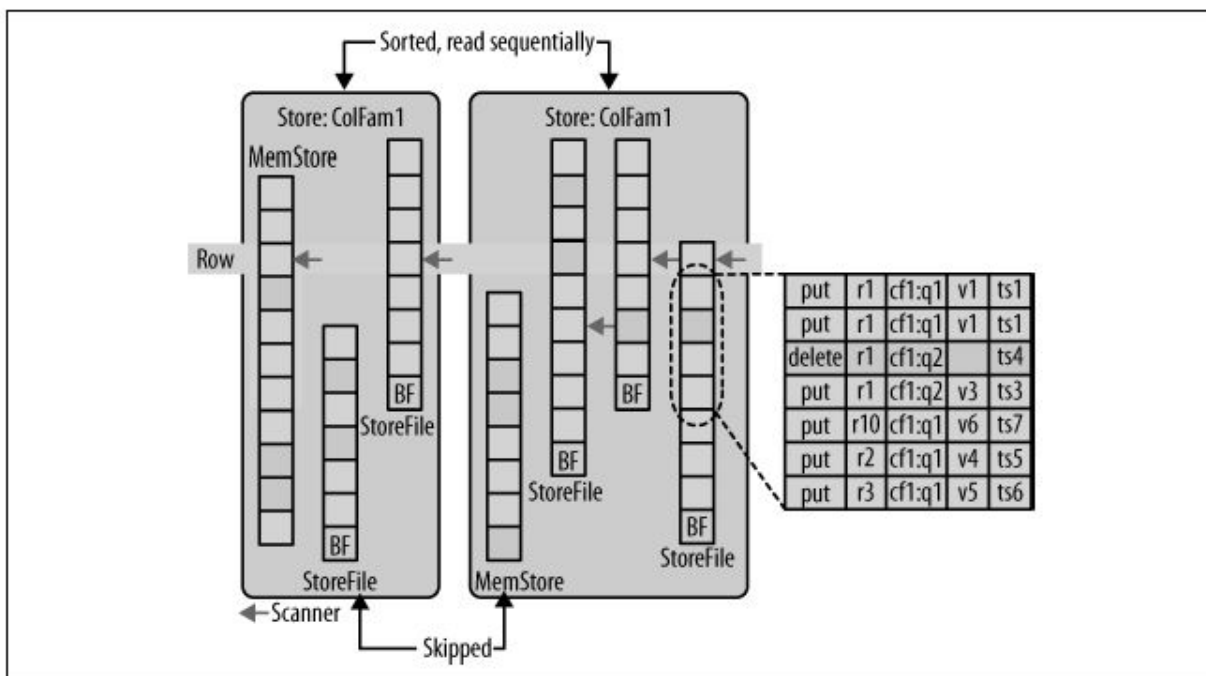 Sorted, read sequentially
Store: ColFam1
Store: ColFam1
MemStore
Row
BF
StoreFile
BF
StoreFile
BF
StoreFile
BF
StoreFile
MemStore
Scanner
Skipped
put r1 cf1:q1 v1 ts1
put r1 cf1:q1 v1 ts1
delete r1 cf1:q2 ts4
put r1 cf1:q2 v3 ts3
put r10 cf1:q1 v6 ts7
put r2 cf1:q1 v4 ts5
put r3 cf1:q1 v5 ts6